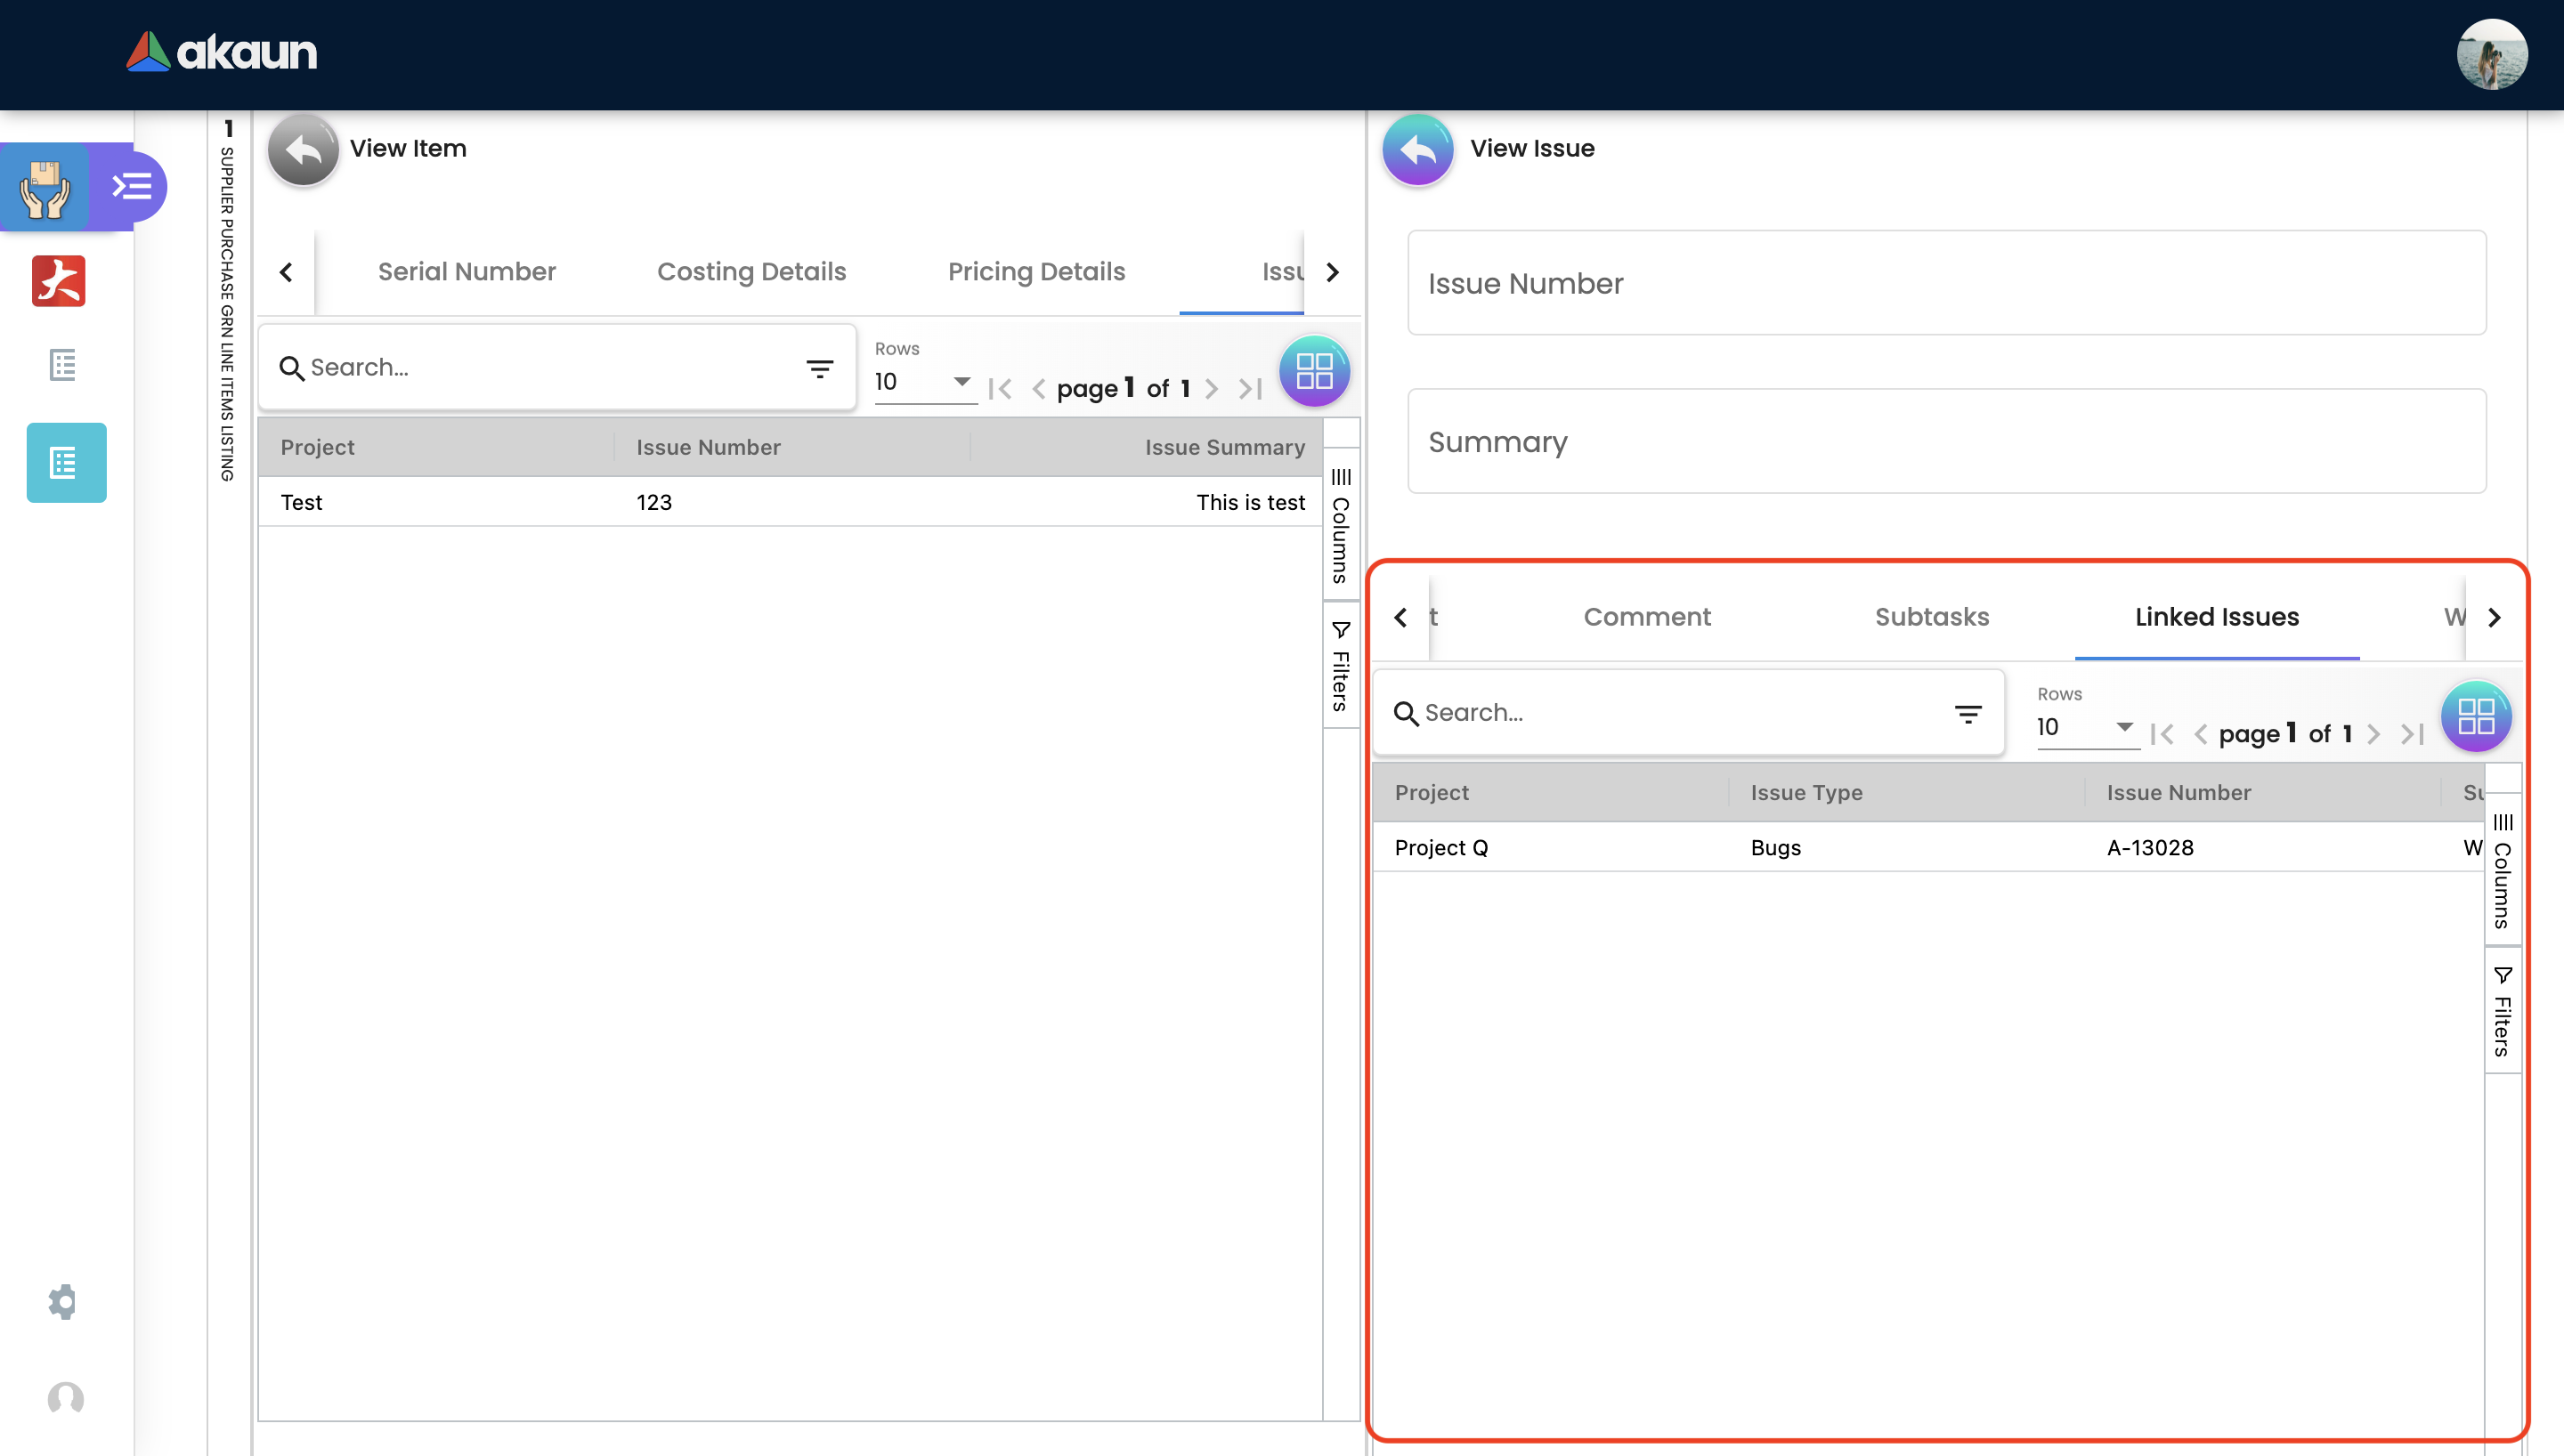 akaun
1 SUPPLIER PURCHASE GRN LINE ITEMS LISTING
View Item
Serial Number Costing Details Pricing Details
Search...
Rows
10
page 1 of 1
Project Issue Number Issue Summary
Test 123 This is test
Columns
Filters
View Issue
Issue Number
Summary
t Comment Subtasks Linked Issues W
Search...
Rows
10
page 1 of 1
Project Issue Type Issue Number
Project Q Bugs A-13028 W
Columns
Filters